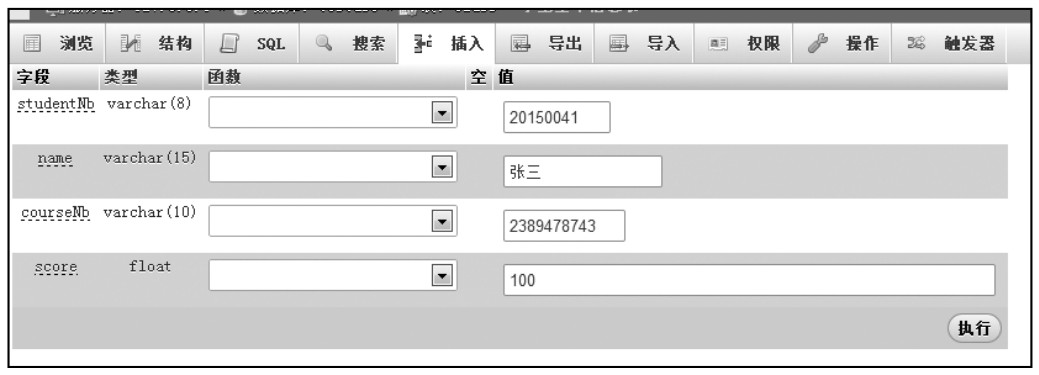 浏览 结构 SQL 搜索 插入 导出 导入 权限 操作 触发器
字段 类型 函数 空 值
studentNb varchar(8) 20150041
name varchar(15) 张三
courseNb varchar(10) 2389478743
score float 100
执行